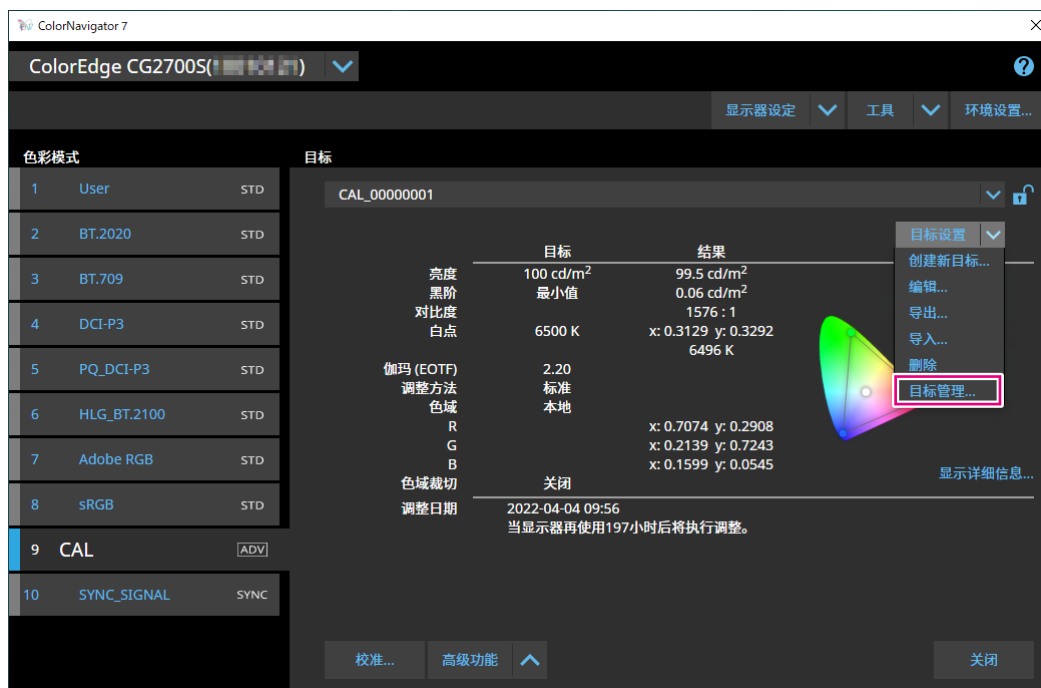 ColorNavigator 7
ColorEdge CG2700S( )
显示器设定 工具 环境设置...
色彩模式 目标
1 User STD
2 BT.2020 STD
3 BT.709 STD
4 DCI-P3 STD
5 PQ_DCI-P3 STD
6 HLG_BT.2100 STD
7 Adobe RGB STD
8 sRGB STD
9 CAL ADV
10 SYNC_SIGNAL SYNC
CAL_00000001
目标设置
创建新目标...
编辑...
导出...
导入...
删除
目标管理...
目标 结果
亮度 100 cd/m² 99.5 cd/m²
黑阶 最小值 0.06 cd/m²
对比度 1576 : 1
白点 6500 K x: 0.3129 y: 0.3292
6496 K
伽玛 (EOTF) 2.20
调整方法 标准
色域 本地
R x: 0.7074 y: 0.2908
G x: 0.2139 y: 0.7243
B x: 0.1599 y: 0.0545
色域裁切 关闭
显示详细信息...
调整日期 2022-04-04 09:56
当显示器再使用197小时后将执行调整。
校准... 高级功能 关闭